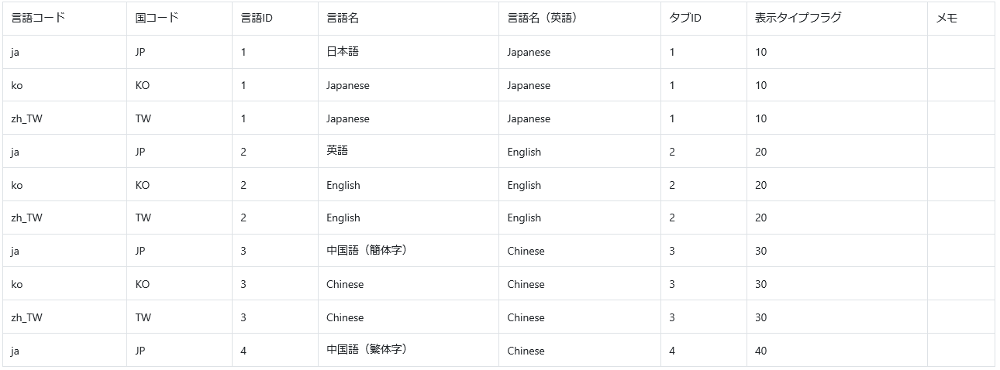 言語コード 国コード 言語ID 言語名 言語名（英語） タブID 表示タイプフラグ メモ
ja JP 1 日本語 Japanese 1 10
ko KO 1 Japanese Japanese 1 10
zh_TW TW 1 Japanese Japanese 1 10
ja JP 2 英語 English 2 20
ko KO 2 English English 2 20
zh_TW TW 2 English English 2 20
ja JP 3 中国語（簡体字） Chinese 3 30
ko KO 3 Chinese Chinese 3 30
zh_TW TW 3 Chinese Chinese 3 30
ja JP 4 中国語（繁体字） Chinese 4 40